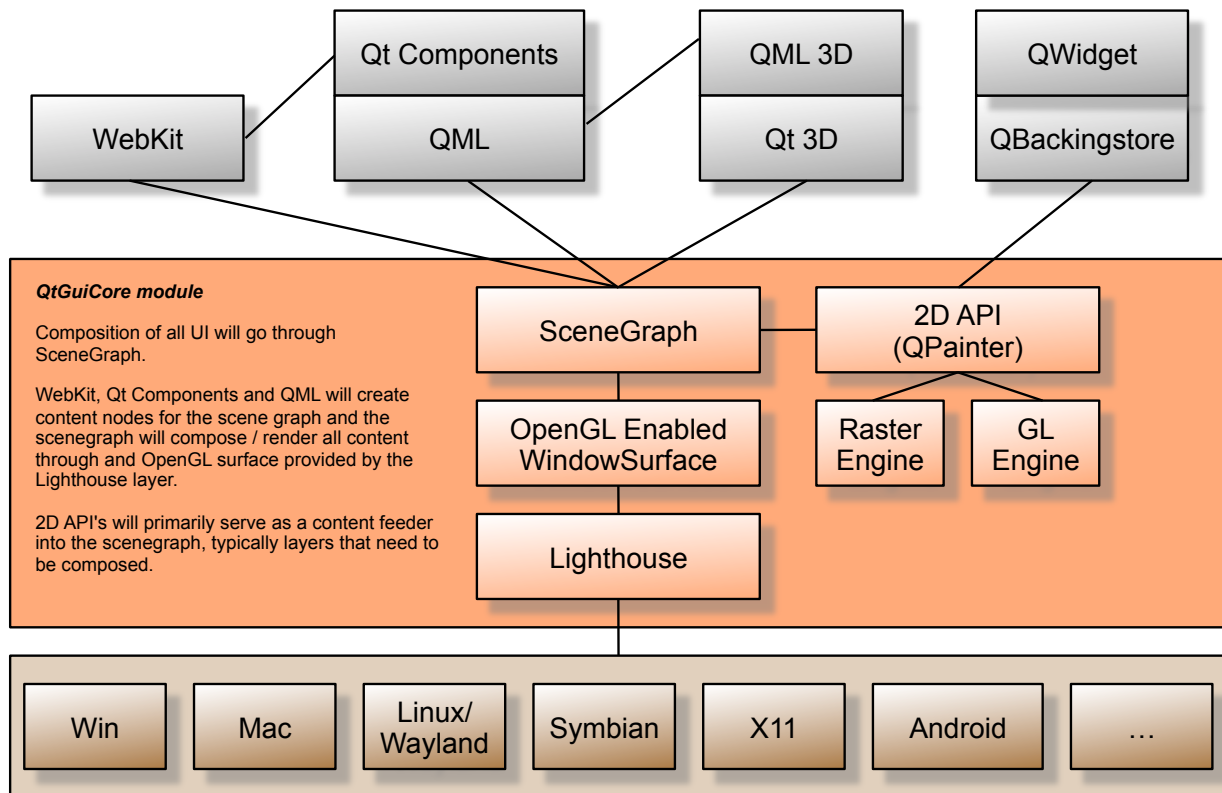 Qt Components
QML 3D
QWidget
WebKit
QML
Qt 3D
QBackingstore
QtGuiCore module
Composition of all UI will go through
SceneGraph.
WebKit, Qt Components and QML will create
content nodes for the scene graph and the
scenegraph will compose / render all content
through and OpenGL surface provided by the
Lighthouse layer.
2D API's will primarily serve as a content feeder
into the scenegraph, typically layers that need to
be composed.
SceneGraph
2D API
(QPainter)
OpenGL Enabled
WindowSurface
Raster
Engine
GL
Engine
Lighthouse
Win
Mac
Linux/
Wayland
Symbian
X11
Android
…